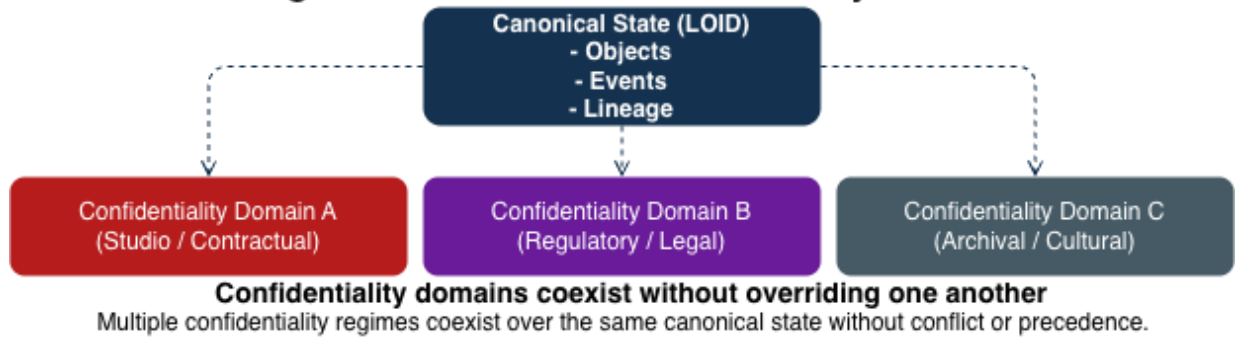 Canonical State (LOID)
- Objects
- Events
- Lineage
Confidentiality Domain A
(Studio / Contractual)
Confidentiality Domain B
(Regulatory / Legal)
Confidentiality Domain C
(Archival / Cultural)
Confidentiality domains coexist without overriding one another
Multiple confidentiality regimes coexist over the same canonical state without conflict or precedence.